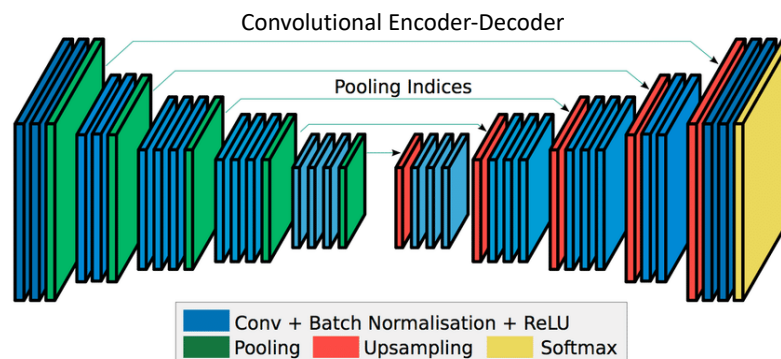 Convolutional Encoder-Decoder
Pooling Indices
Conv + Batch Normalisation + ReLU
Pooling Upsampling Softmax